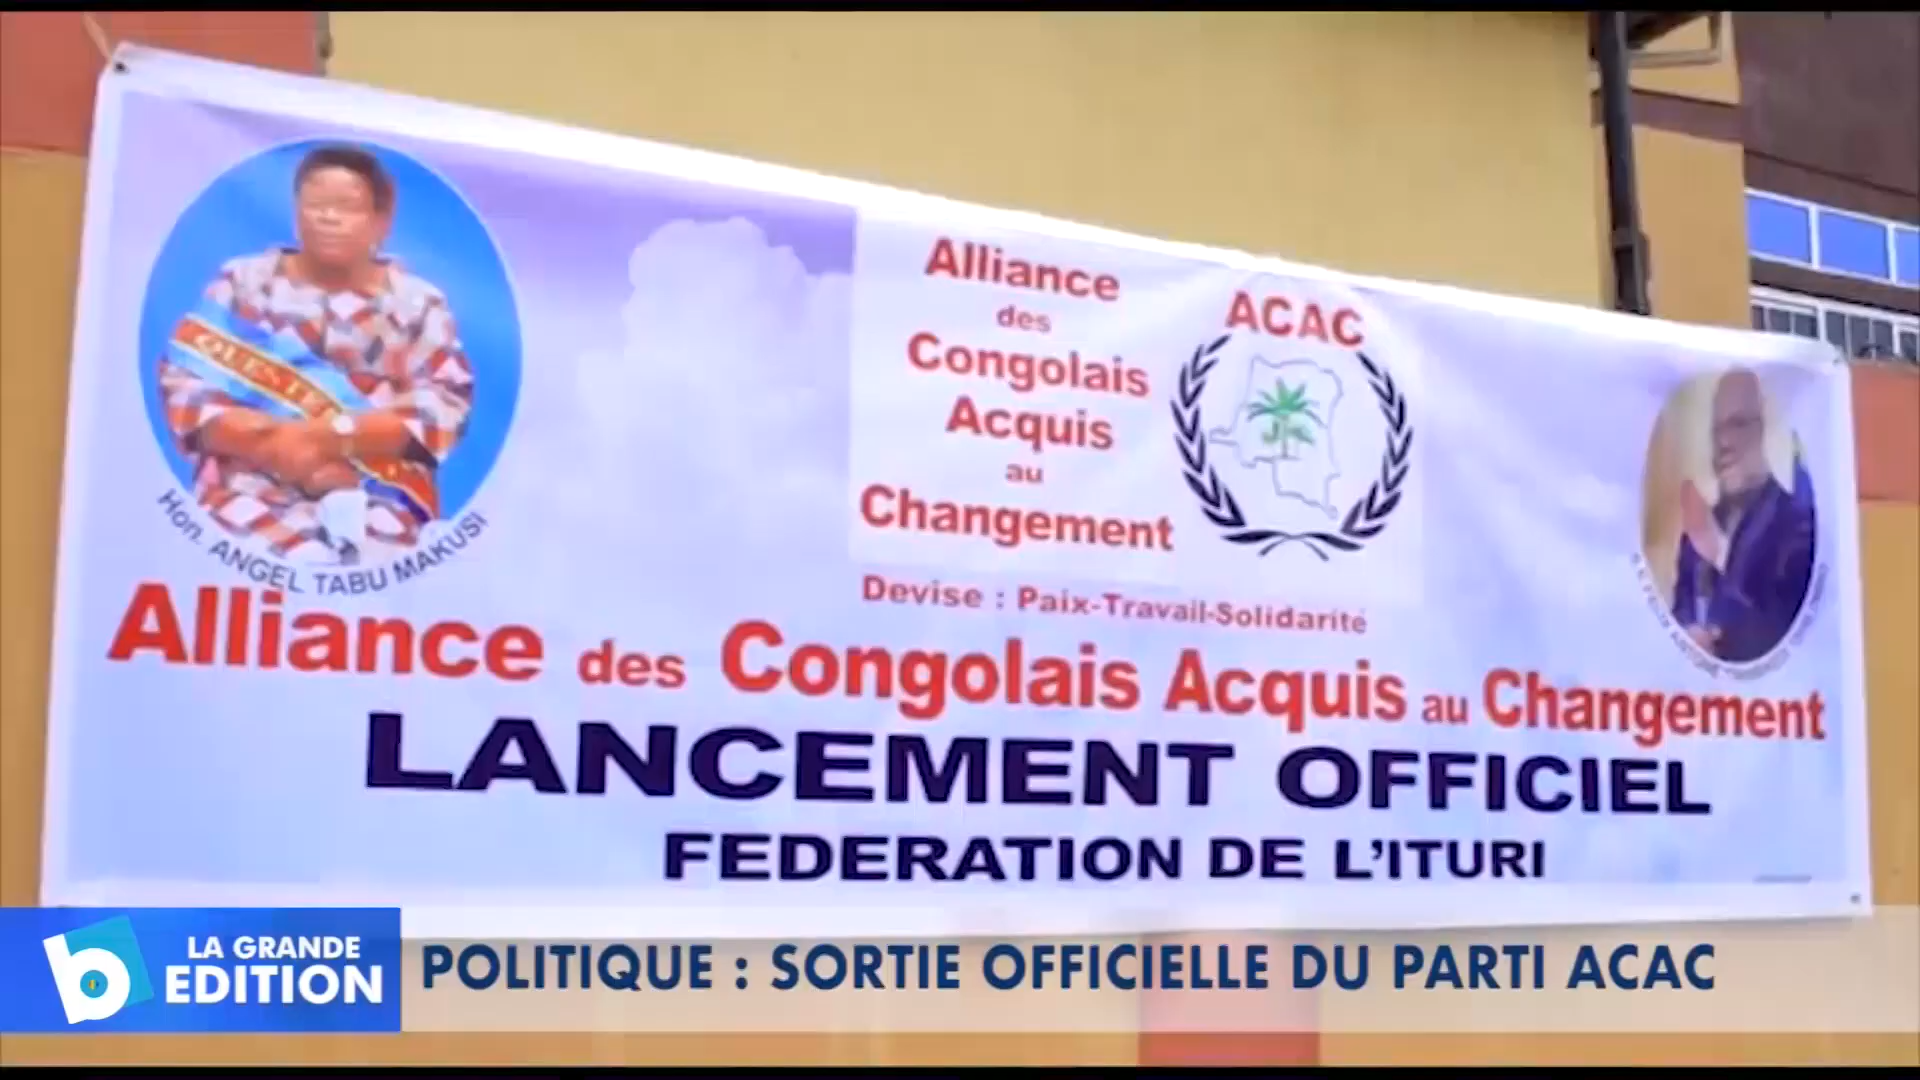 QUESTEUR
Hon. ANGEL TABU MAKUSI
Alliance
des
Congolais
Acquis
au
Changement
ACAC
Devise : Paix-Travail-Solidarité
Alliance des Congolais Acquis au Changement
LANCEMENT OFFICIEL
FEDERATION DE L'ITURI
b
LA GRANDE
EDITION
POLITIQUE : SORTIE OFFICIELLE DU PARTI ACAC